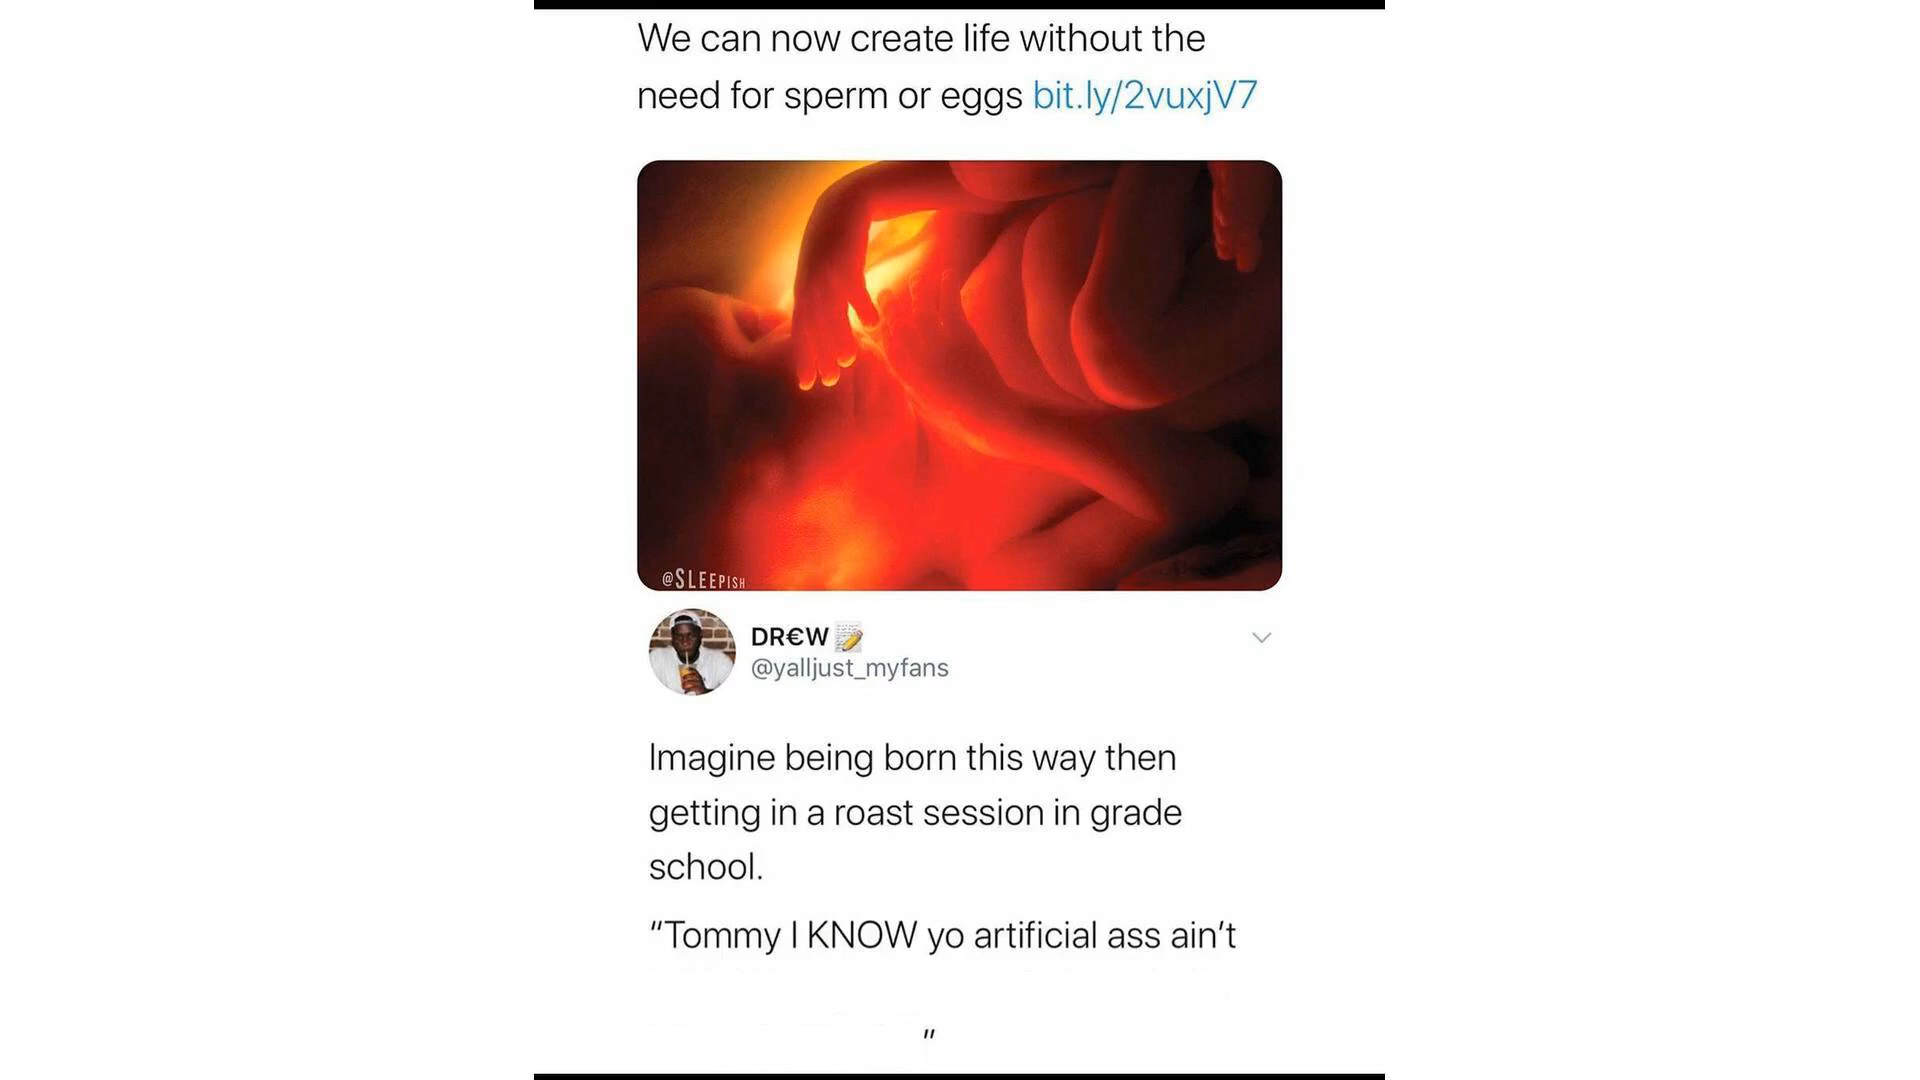 We can now create life without the
need for sperm or eggs bit.ly/2vuxjV7
@SLEEPISH
DR€W
@yalljust_myfans
Imagine being born this way then
getting in a roast session in grade
school.
"Tommy I KNOW yo artificial ass ain't
"